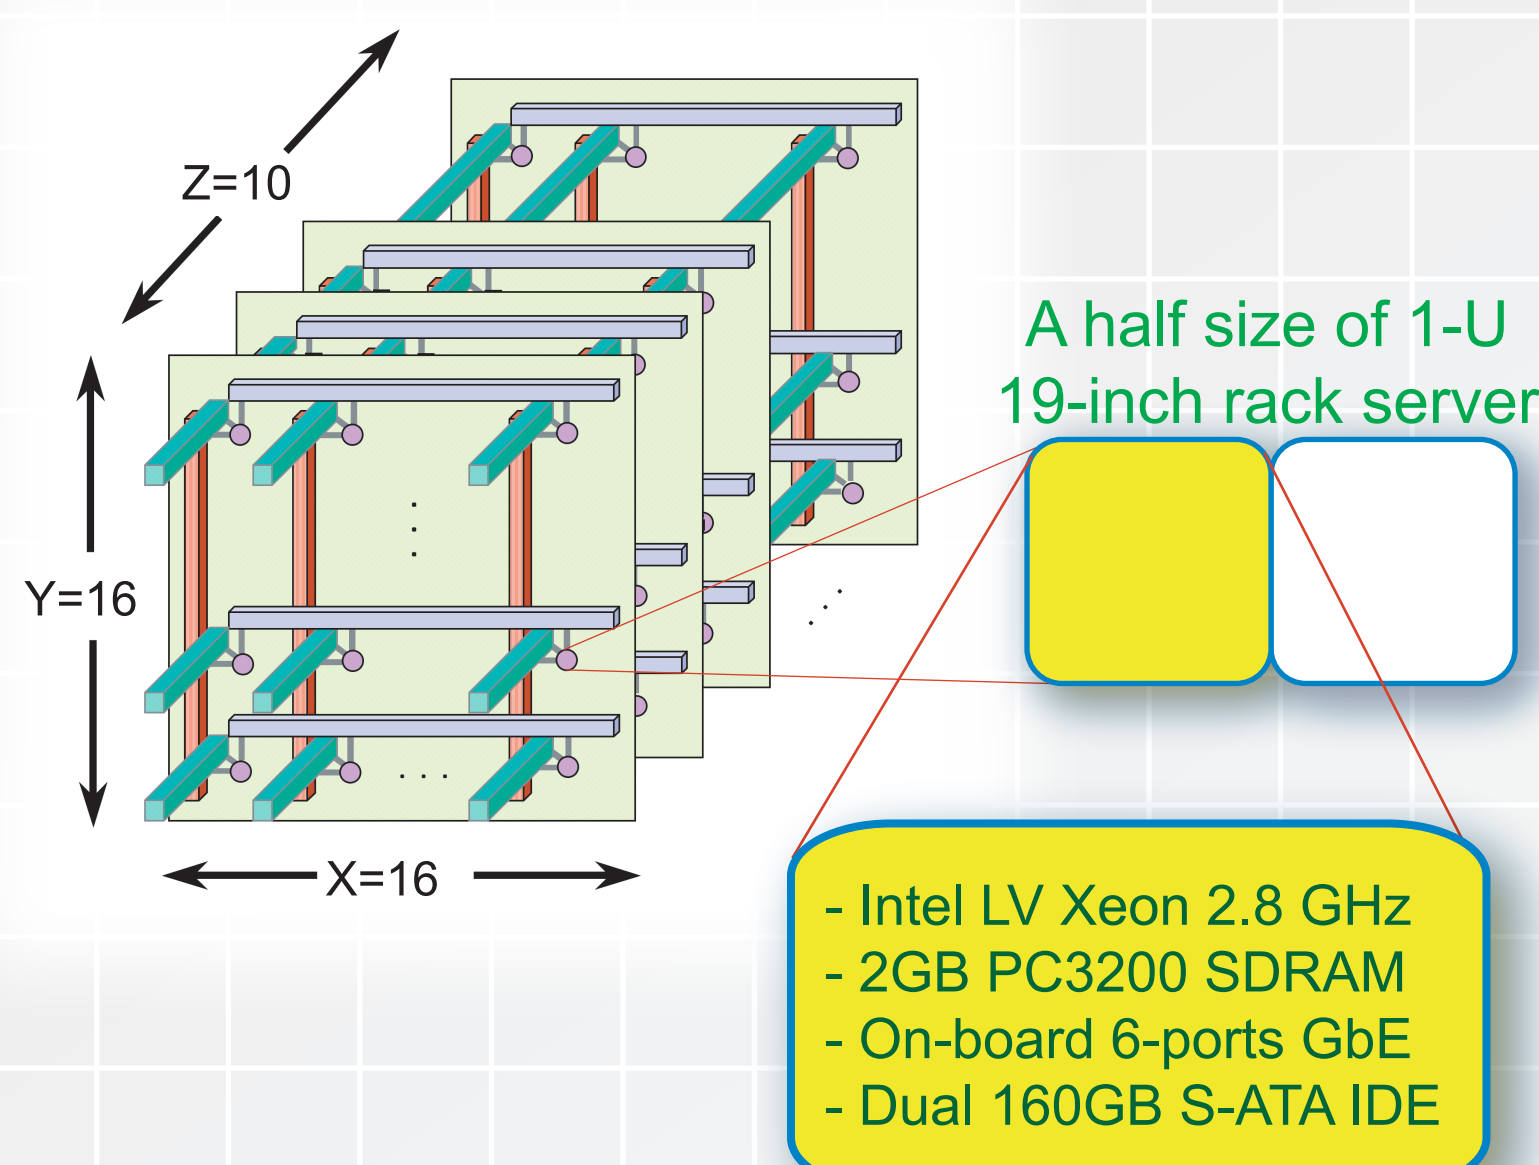 Z=10
A half size of 1-U
19-inch rack server
Y=16
X=16
- Intel LV Xeon 2.8 GHz
- 2GB PC3200 SDRAM
- On-board 6-ports GbE
- Dual 160GB S-ATA IDE